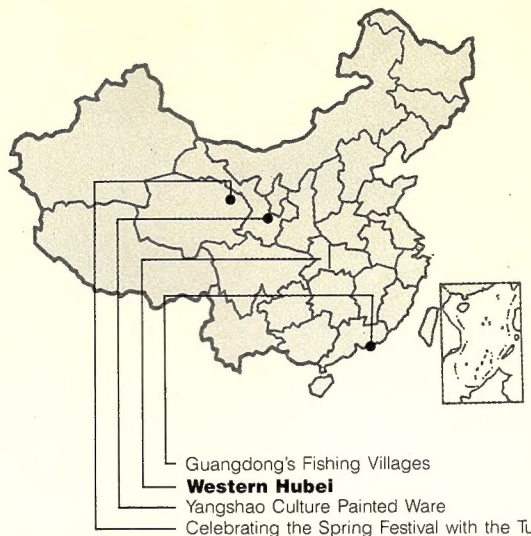 Guangdong's Fishing Villages
Western Hubei
Yangshao Culture Painted Ware
Celebrating the Spring Festival with the Tu